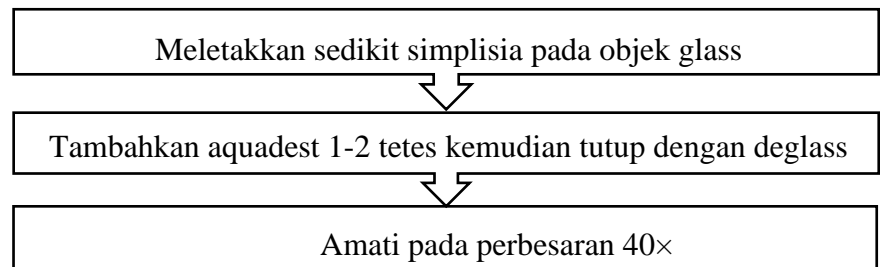 Meletakkan sedikit simplisia pada objek glass
Tambahkan aquadest 1-2 tetes kemudian tutup dengan deglass
Amati pada perbesaran 40×